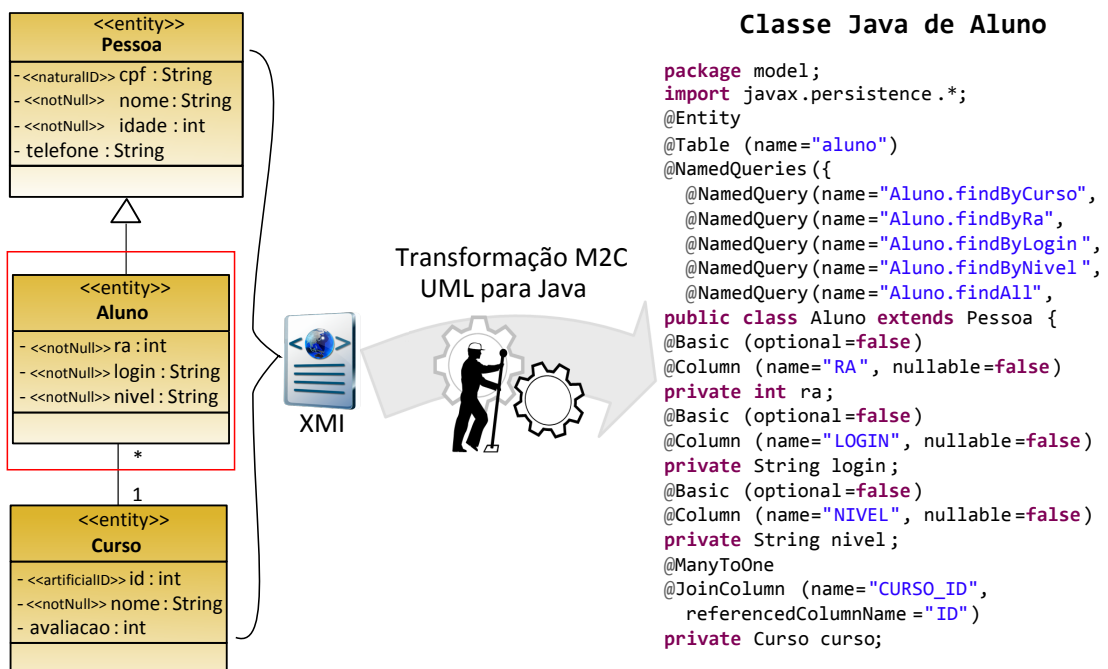 <<entity>>
Pessoa
- <<naturalID>> cpf : String
- <<notNull>> nome : String
- <<notNull>> idade : int
- telefone : String
<<entity>>
Aluno
- <<notNull>> ra : int
- <<notNull>> login : String
- <<notNull>> nivel : String
*
1
<<entity>>
Curso
- <<artificialID>> id : int
- <<notNull>> nome : String
- avaliacao : int
XMI
Transformação M2C
UML para Java
Classe Java de Aluno
package model;
import javax.persistence.*;
@Entity
@Table (name="aluno")
@NamedQueries({
@NamedQuery(name="Aluno.findByCurso",
@NamedQuery(name="Aluno.findByRa",
@NamedQuery(name="Aluno.findByLogin",
@NamedQuery(name="Aluno.findByNivel",
@NamedQuery(name="Aluno.findAll",
public class Aluno extends Pessoa {
@Basic (optional=false)
@Column (name="RA", nullable=false)
private int ra;
@Basic (optional=false)
@Column (name="LOGIN", nullable=false)
private String login;
@Basic (optional=false)
@Column (name="NIVEL", nullable=false)
private String nivel;
@ManyToOne
@JoinColumn (name="CURSO_ID",
referencedColumnName="ID")
private Curso curso;